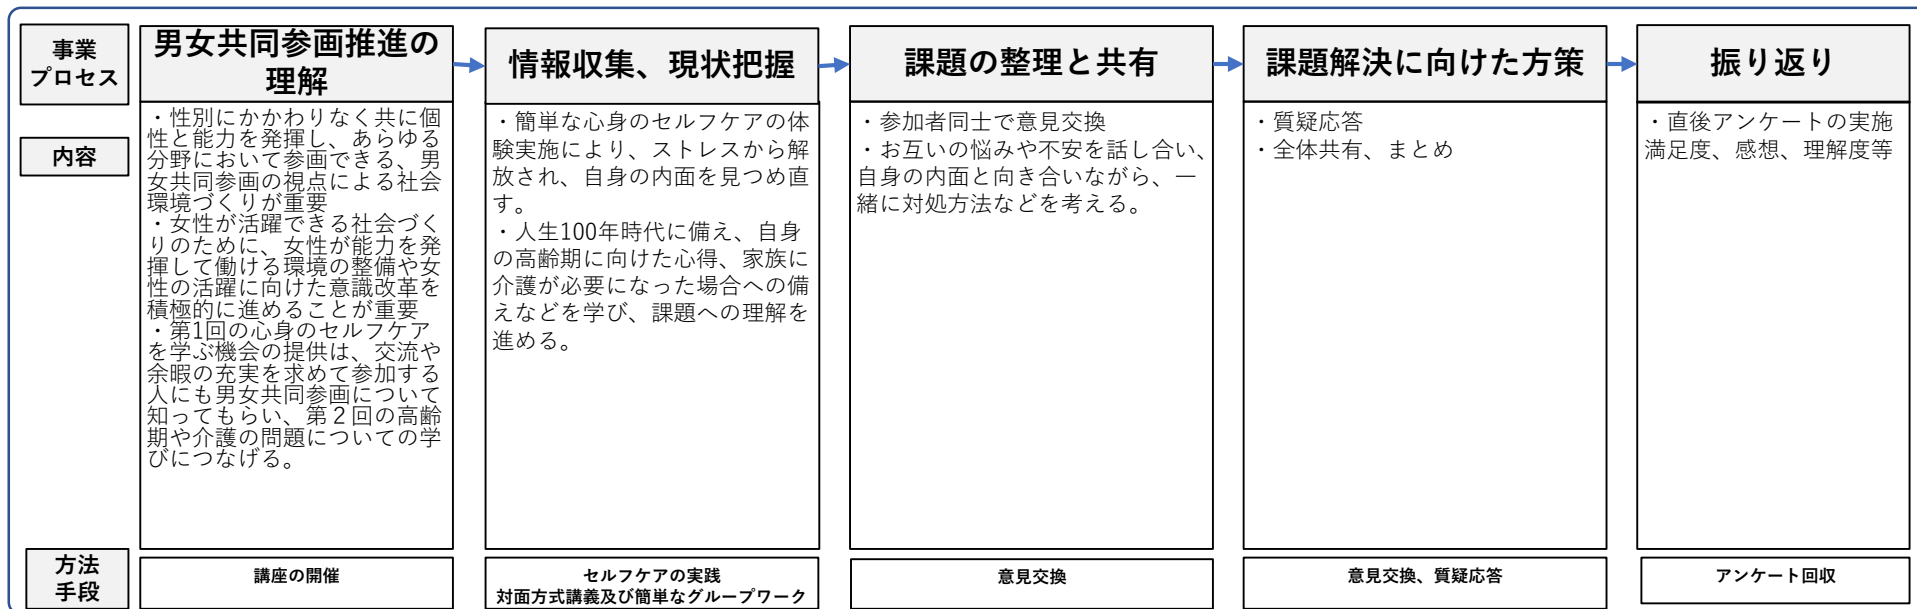 事業
プロセス
男女共同参画推進の
理解
情報収集、現状把握
課題の整理と共有
課題解決に向けた方策
振り返り
内容
・性別にかかわりなく共に個
性と能力を発揮し、あらゆる
分野において参画できる、男
女共同参画の視点による社会
環境づくりが重要
・女性が活躍できる社会づく
りのために、女性が能力を発
揮して働ける環境の整備や女
性の活躍に向けた意識改革を
積極的に進めることが重要
・第1回の心身のセルフケア
を学ぶ機会の提供は、交流や
余暇の充実を求めて参加する
人にも男女共同参画について
知ってもらい、第２回の高齢
期や介護の問題についての学
びにつなげる。
・簡単な心身のセルフケアの体
験実施により、ストレスから解
放され、自身の内面を見つめ直
す。
・人生100年時代に備え、自身
の高齢期に向けた心得、家族に
介護が必要になった場合への備
えなどを学び、課題への理解を
進める。
・参加者同士で意見交換
・お互いの悩みや不安を話し合い、
自身の内面と向き合いながら、一
緒に対処方法などを考える。
・質疑応答
・全体共有、まとめ
・直後アンケートの実施
満足度、感想、理解度等
方法
手段
講座の開催
セルフケアの実践
対面方式講義及び簡単なグループワーク
意見交換
意見交換、質疑応答
アンケート回収